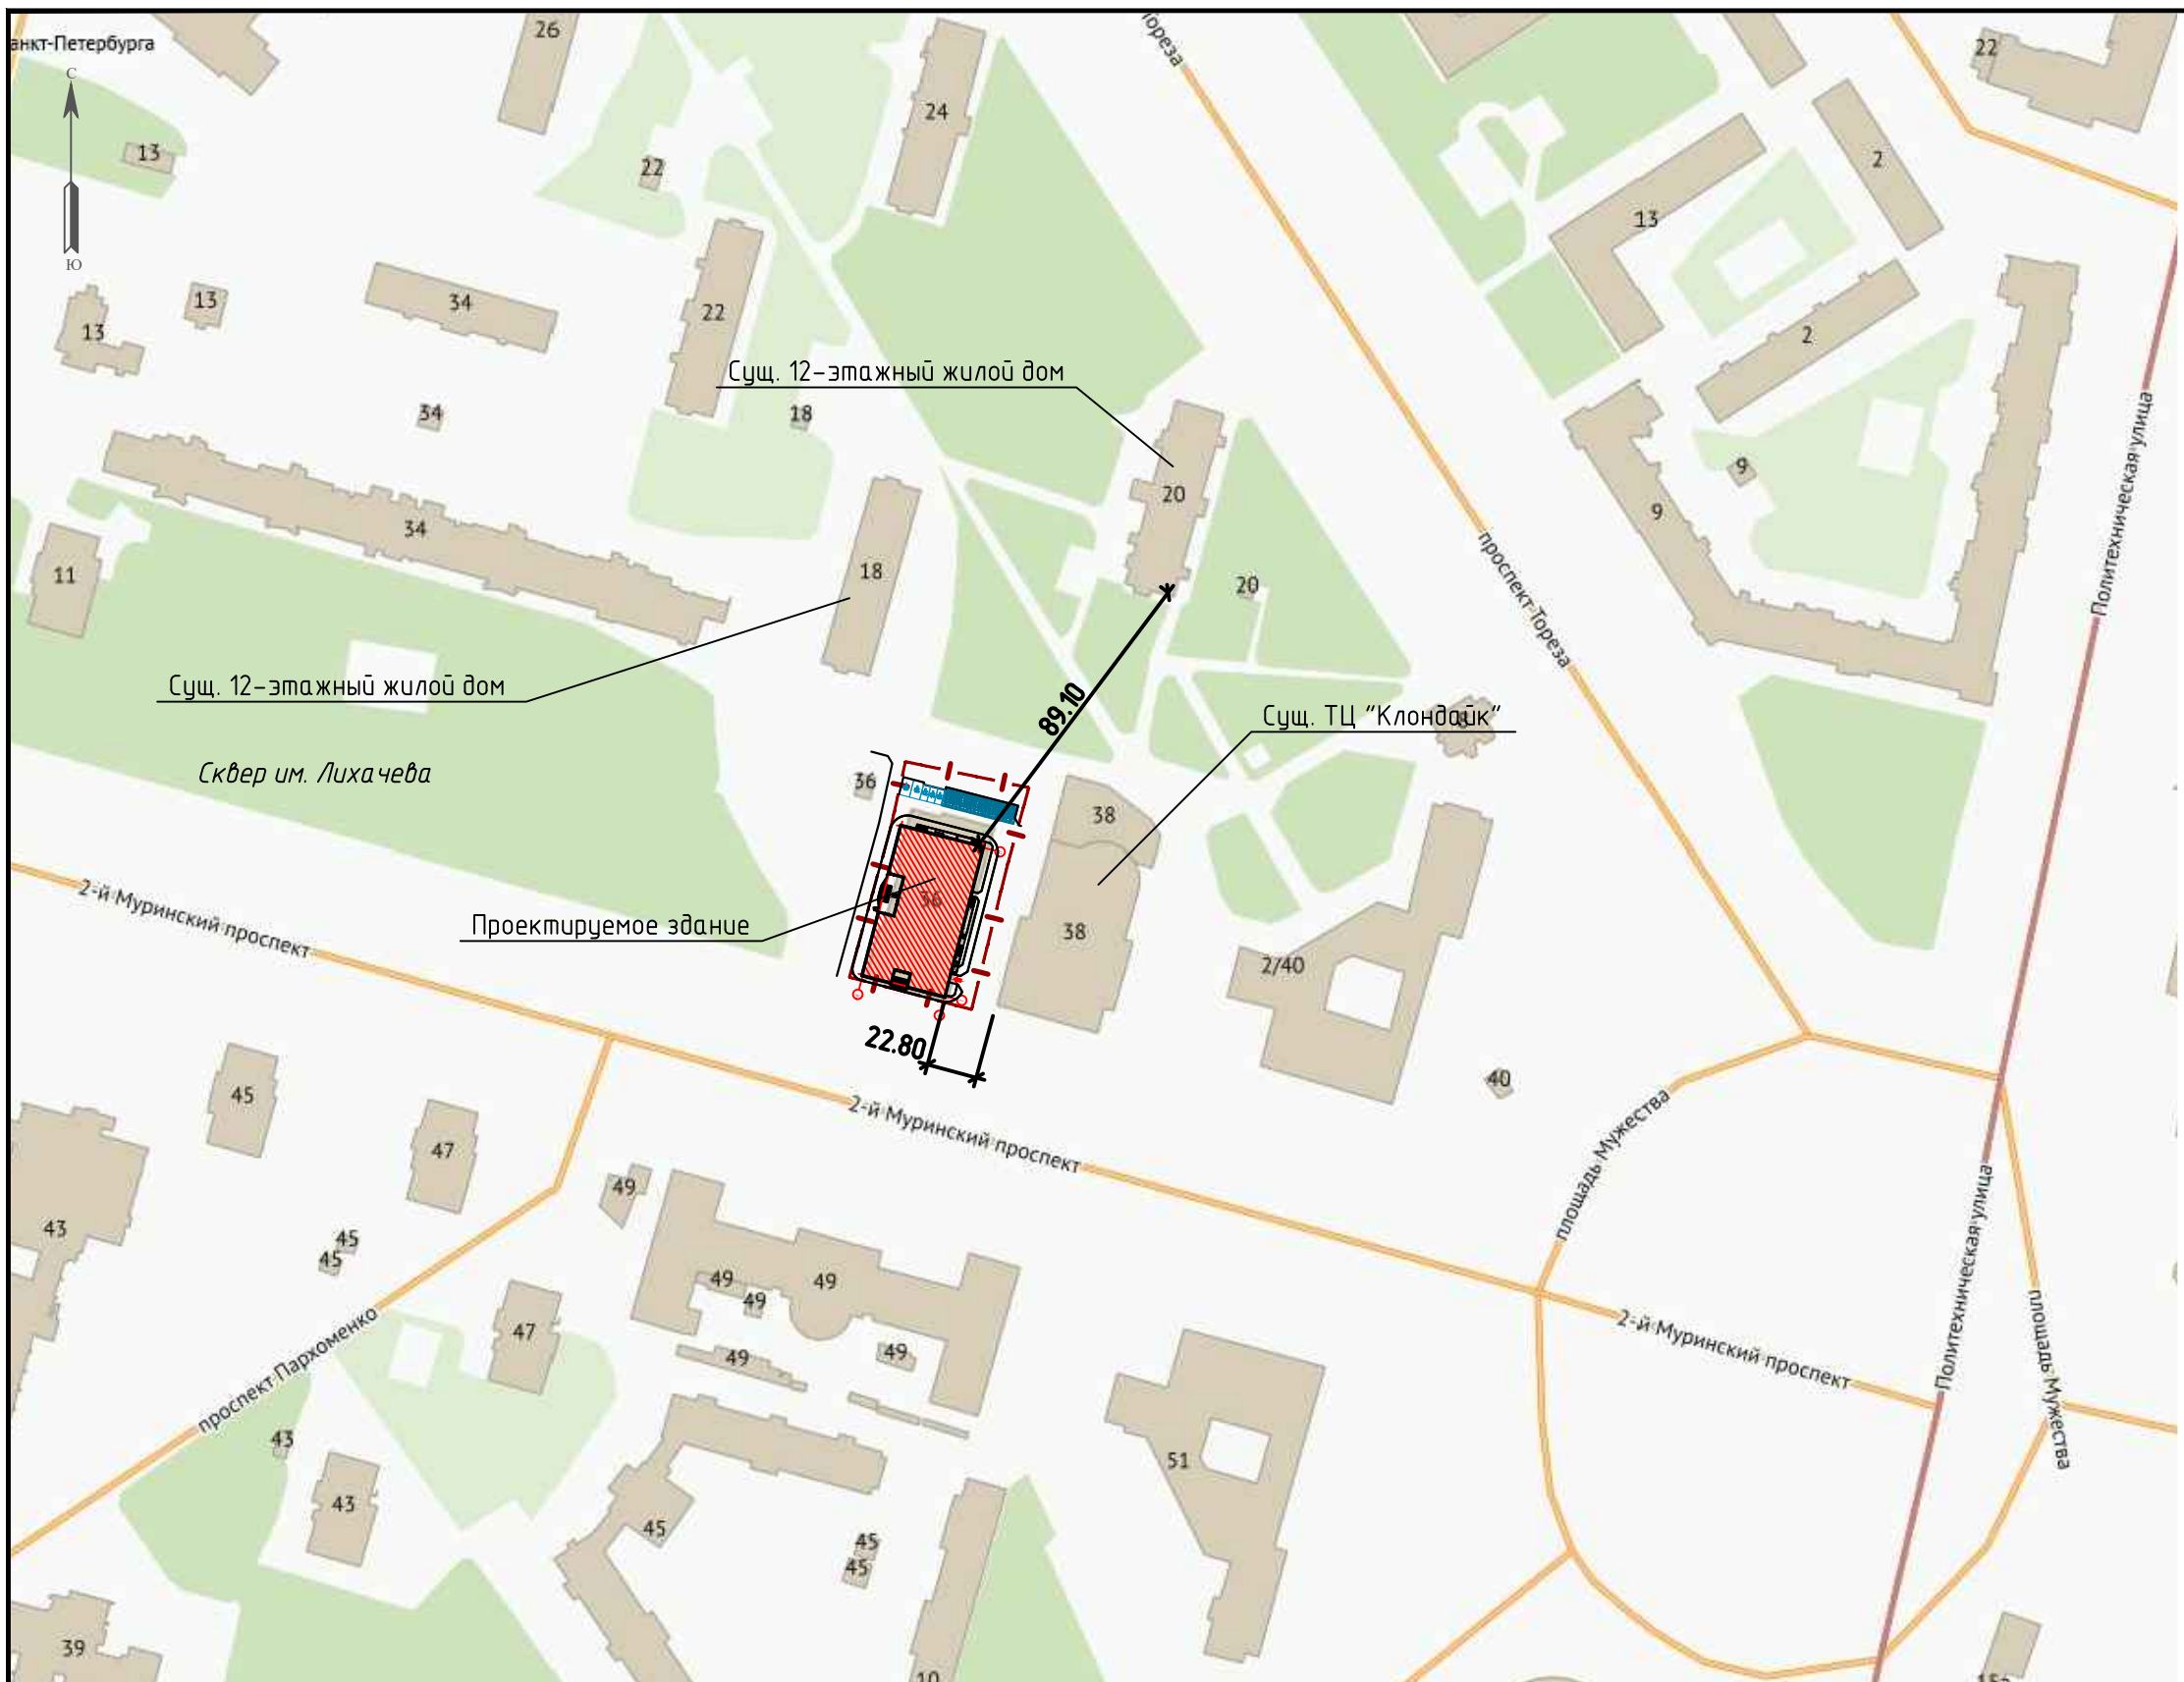 анкт-Петербурга
С
Ю
26
24
Тореза
22
13
22
13
2
22
34
13
13
2
Сущ. 12-этажный жилой дом
34
18
20
9
9
34
11
18
20
проспект Тореза
Политехническая улица
Сущ. 12-этажный жилой дом
89.10
Сущ. ТЦ "Клондайк"
8
Сквер им. Лихачева
36
38
36
38
Проектируемое здание
2-й Муринский проспект
2/40
22.80
40
2-й Муринский проспект
площадь Мужества
45
47
49
43
45
45
49
49
49
47
49
49
проспект Пархоменко
2-й Муринский проспект
Политехническая улица
площадь Мужества
43
43
45
45
45
51
39
10
15а